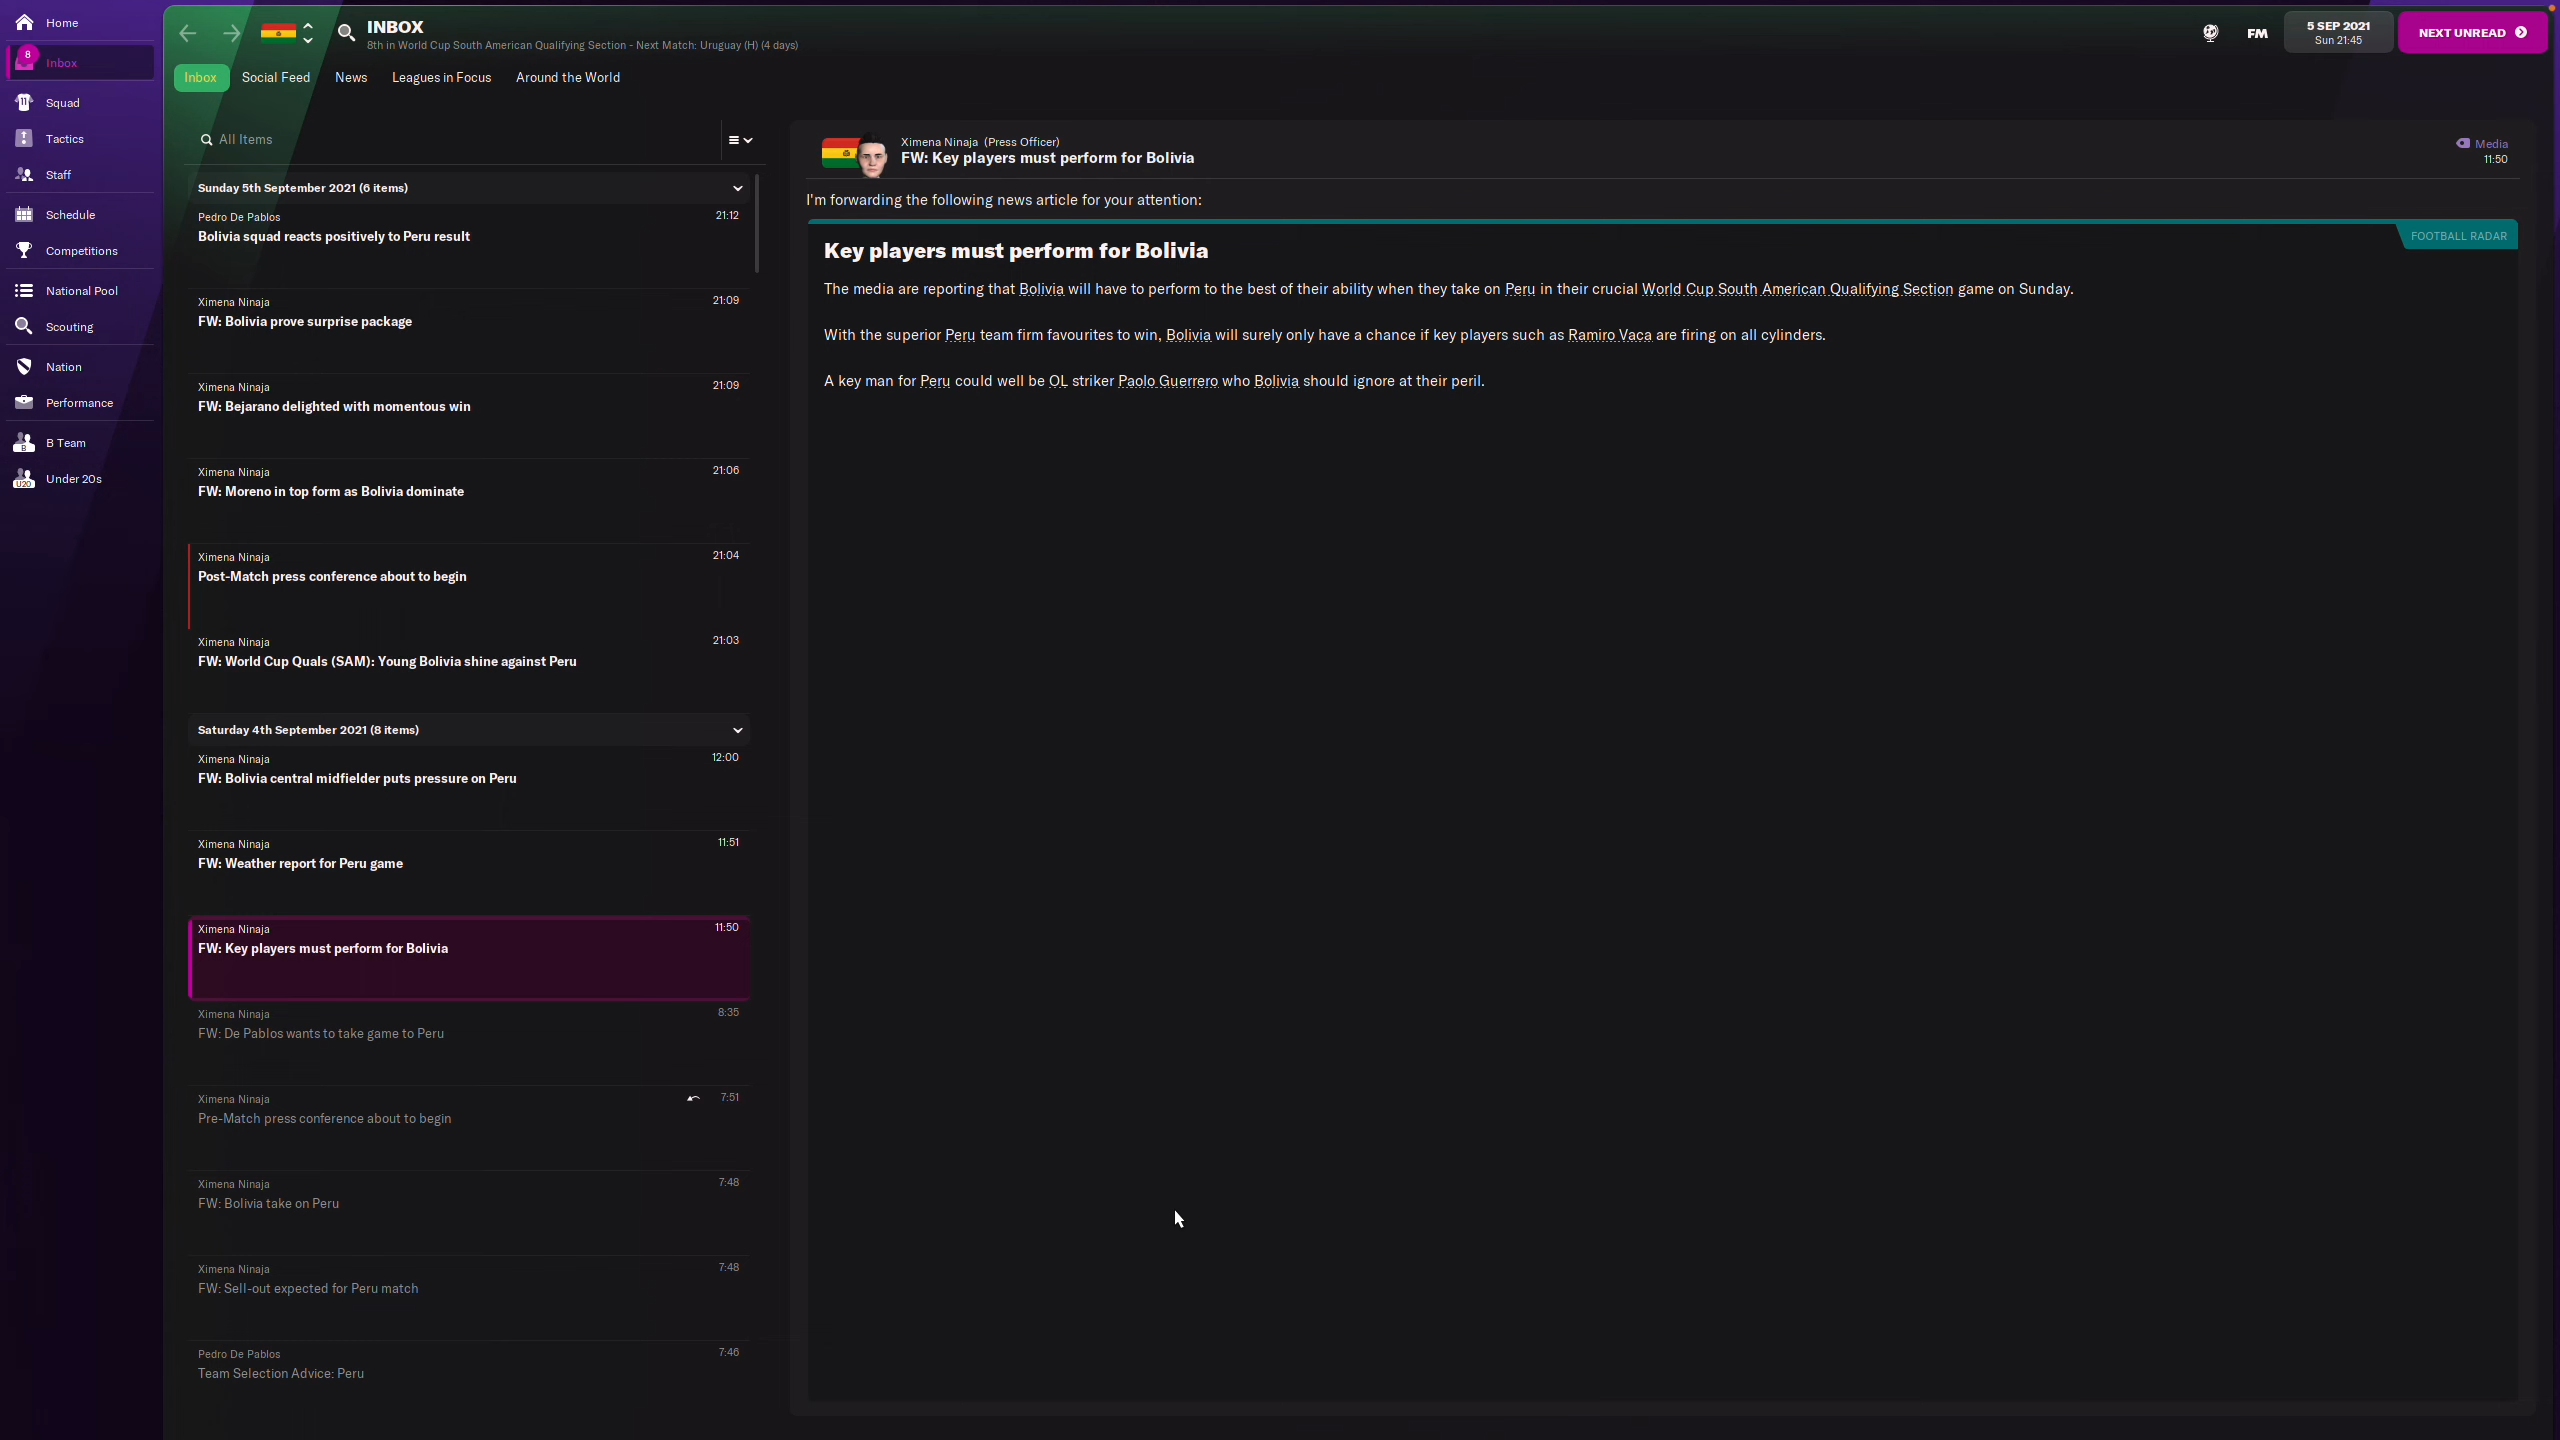 Home
8
Inbox
11
Squad
Tactics
Staff
Schedule
Competitions
National Pool
Scouting
Nation
Performance
B
B Team
U20
Under 20s
INBOX
8th in World Cup South American Qualifying Section - Next Match: Uruguay (H) (4 days)
FM
5 SEP 2021
Sun 21:45
NEXT UNREAD
Inbox
Social Feed
News
Leagues in Focus
Around the World
All Items
Sunday 5th September 2021 (6 items)
Pedro De Pablos
21:12
Bolivia squad reacts positively to Peru result
Ximena Ninaja
21:09
FW: Bolivia prove surprise package
Ximena Ninaja
21:09
FW: Bejarano delighted with momentous win
Ximena Ninaja
21:06
FW: Moreno in top form as Bolivia dominate
Ximena Ninaja
21:04
Post-Match press conference about to begin
Ximena Ninaja
21:03
FW: World Cup Quals (SAM): Young Bolivia shine against Peru
Saturday 4th September 2021 (8 items)
Ximena Ninaja
12:00
FW: Bolivia central midfielder puts pressure on Peru
Ximena Ninaja
11:51
FW: Weather report for Peru game
Ximena Ninaja
11:50
FW: Key players must perform for Bolivia
Ximena Ninaja
8:35
FW: De Pablos wants to take game to Peru
Ximena Ninaja
7:51
Pre-Match press conference about to begin
Ximena Ninaja
7:48
FW: Bolivia take on Peru
Ximena Ninaja
7:48
FW: Sell-out expected for Peru match
Pedro De Pablos
7:46
Team Selection Advice: Peru
Ximena Ninaja (Press Officer)
FW: Key players must perform for Bolivia
Media
11:50
I'm forwarding the following news article for your attention:
FOOTBALL RADAR
Key players must perform for Bolivia
The media are reporting that Bolivia will have to perform to the best of their ability when they take on Peru in their crucial World Cup South American Qualifying Section game on Sunday.
With the superior Peru team firm favourites to win, Bolivia will surely only have a chance if key players such as Ramiro Vaca are firing on all cylinders.
A key man for Peru could well be OL striker Paolo Guerrero who Bolivia should ignore at their peril.